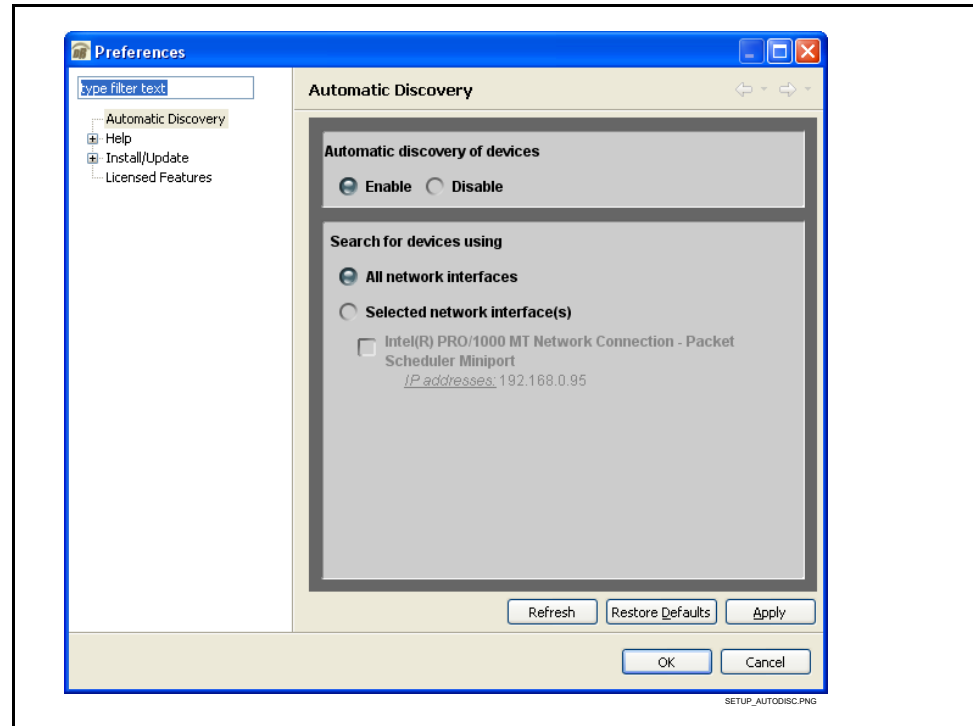 Preferences
type filter text
Automatic Discovery
Help
Install/Update
Licensed Features
Automatic Discovery
Automatic discovery of devices
Enable
Disable
Search for devices using
All network interfaces
Selected network interface(s)
Intel(R) PRO/1000 MT Network Connection - Packet
Scheduler Miniport
IP addresses: 192.168.0.95
Refresh
Restore Defaults
Apply
OK
Cancel
SETUP_AUTODISC.PNG